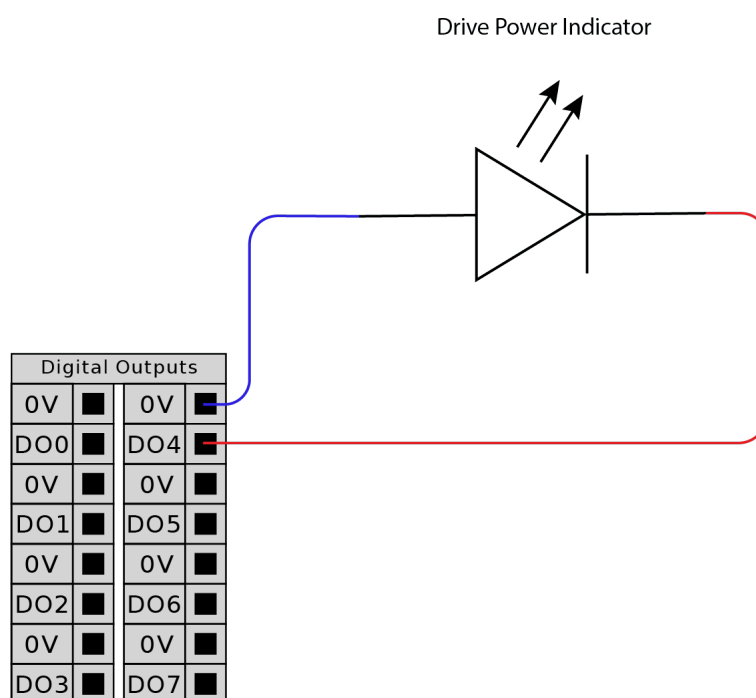 Drive Power Indicator
Digital Outputs
0V 0V
DO0 DO4
0V 0V
DO1 DO5
0V 0V
DO2 DO6
0V 0V
DO3 DO7